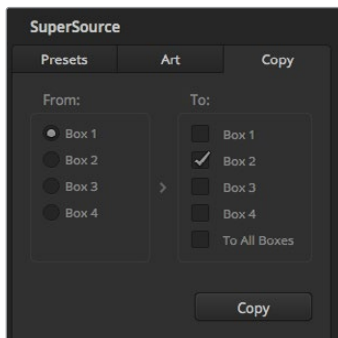 SuperSource
Presets Art Copy
From: To:
Box 1 Box 1
Box 2 Box 2
Box 3 > Box 3
Box 4 Box 4
To All Boxes
Copy